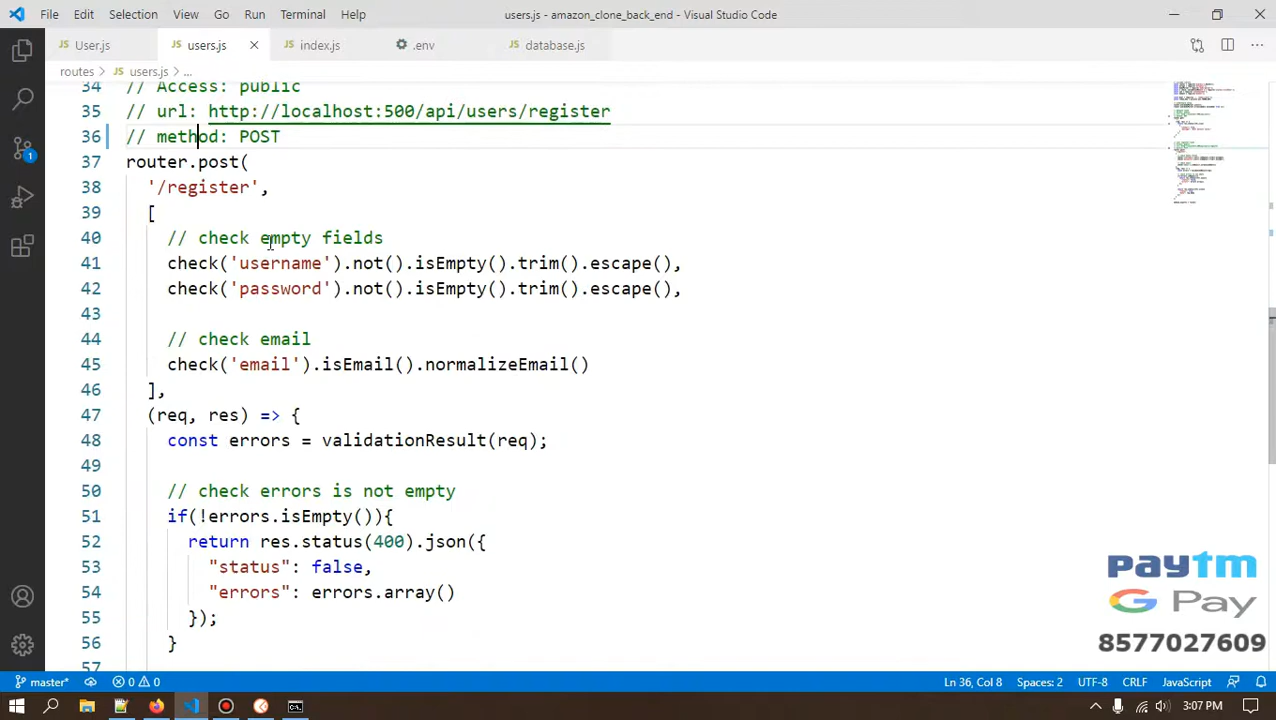 File Edit Selection View Go Run Terminal Help
users.js - amazon_clone_back_end - Visual Studio Code
User.js users.js index.js .env database.js
routes > users.js > ...
34 // Access: public
35 // url: http://localhost:500/api/users/register
36 // method: POST
37 router.post(
38 '/register',
39 [
40 // check empty fields
41 check('username').not().isEmpty().trim().escape(),
42 check('password').not().isEmpty().trim().escape(),
43
44 // check email
45 check('email').isEmail().normalizeEmail()
46 ],
47 (req, res) => {
48 const errors = validationResult(req);
49
50 // check errors is not empty
51 if(!errors.isEmpty()){
52 return res.status(400).json({
53 "status": false,
54 "errors": errors.array()
55 });
56 }
57
1
paytm
G Pay
8577027609
master* 0 0 Ln 36, Col 8 Spaces: 2 UTF-8 CRLF JavaScript
3:07 PM